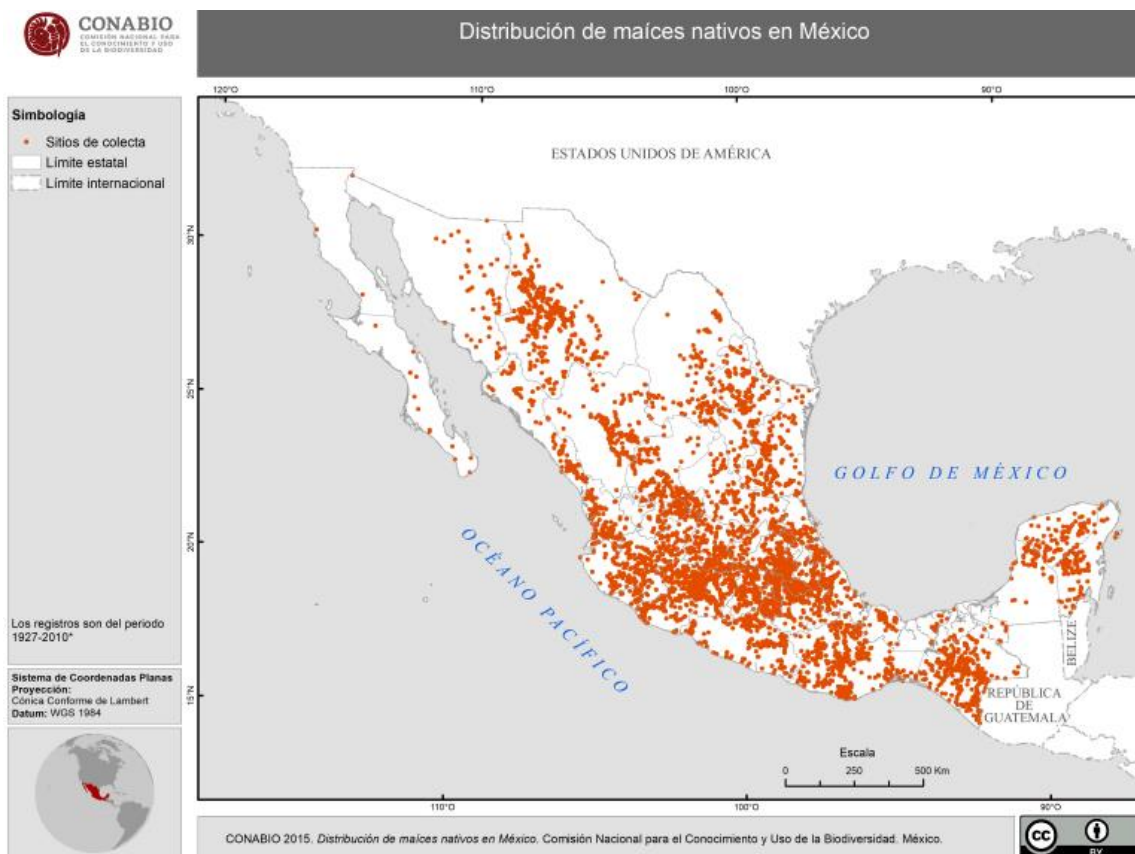 CONABIO
COMISIÓN NACIONAL PARA
EL CONOCIMIENTO Y USO
DE LA BIODIVERSIDAD
Distribución de maíces nativos en México
120°O
110°O
100°O
90°O
Simbología
Sitios de colecta
Límite estatal
Límite internacional
ESTADOS UNIDOS DE AMÉRICA
30°N
25°N
GOLFO DE MÉXICO
20°N
OCÉANO PACÍFICO
Los registros son del periodo
1927-2010*
BELIZE
15°N
REPÚBLICA
DE
GUATEMALA
Sistema de Coordenadas Planas
Proyección:
Cónica Conforme de Lambert
Datum: WGS 1984
Escala
0 250 500 Km
110°O
100°O
90°O
CONABIO 2015. Distribución de maíces nativos en México. Comisión Nacional para el Conocimiento y Uso de la Biodiversidad. México.
cc
BY